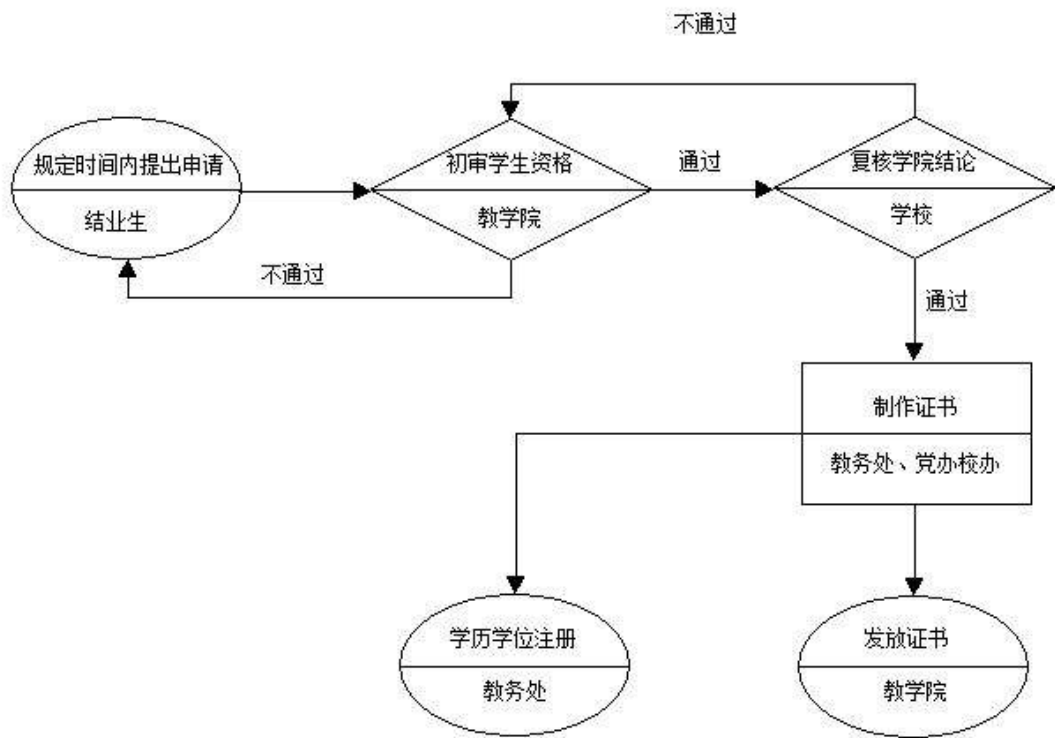 不通过
规定时间内提出申请
结业生
初审学生资格
教学院
通过
复核学院结论
学校
不通过
通过
制作证书
教务处、党办校办
学历学位注册
教务处
发放证书
教学院